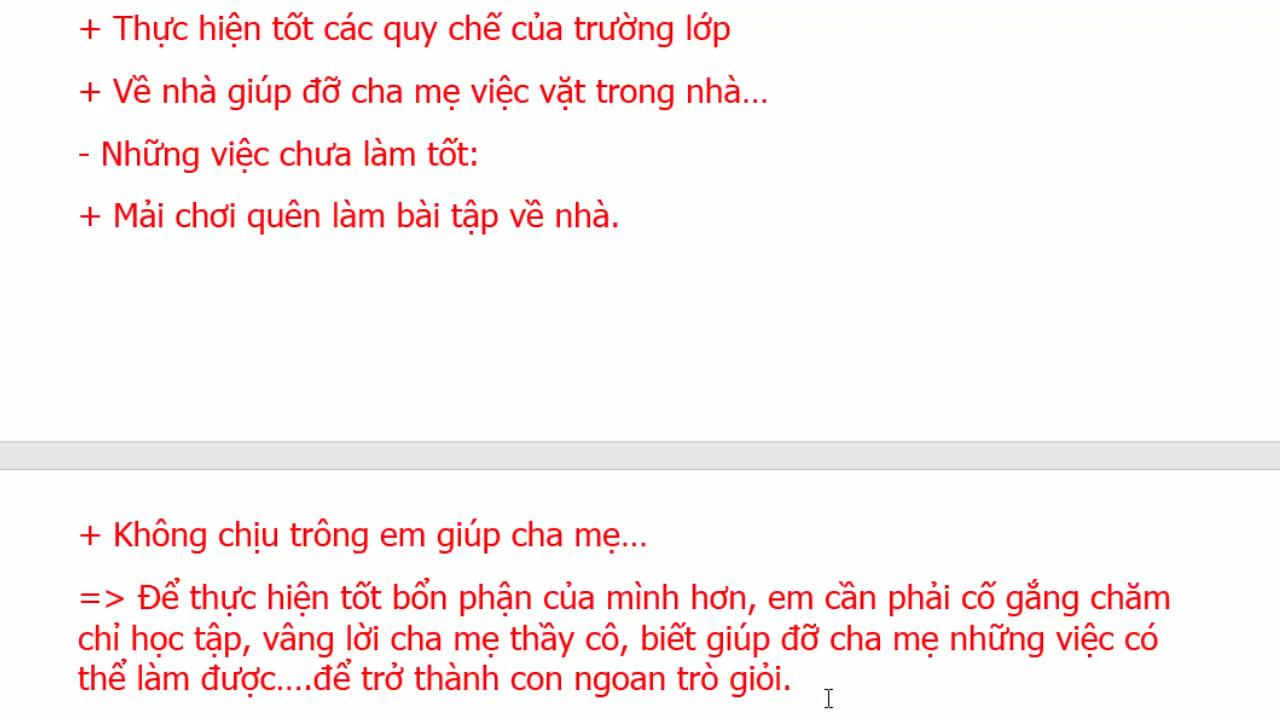 + Thực hiện tốt các quy chế của trường lớp
+ Về nhà giúp đỡ cha mẹ việc vặt trong nhà...
- Những việc chưa làm tốt:
+ Mải chơi quên làm bài tập về nhà.
+ Không chịu trông em giúp cha mẹ...
=> Để thực hiện tốt bổn phận của mình hơn, em cần phải cố gắng chăm
chỉ học tập, vâng lời cha mẹ thầy cô, biết giúp đỡ cha mẹ những việc có
thể làm được....để trở thành con ngoan trò giỏi.